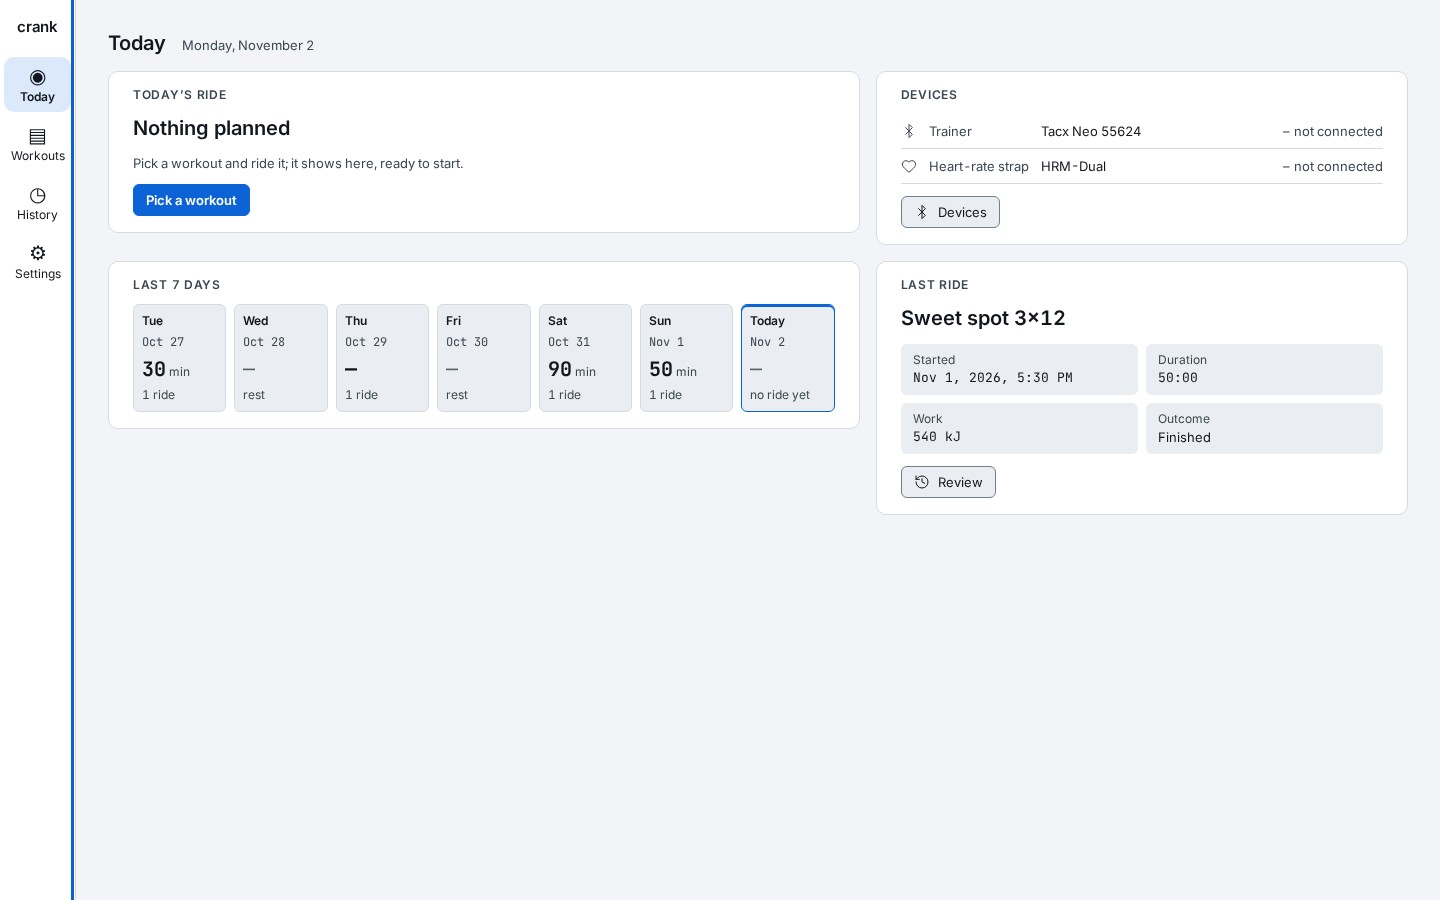 crank
Today
Workouts
History
Settings
Today Monday, November 2
TODAY'S RIDE
Nothing planned
Pick a workout and ride it; it shows here, ready to start.
Pick a workout
DEVICES
Trainer Tacx Neo 55624 – not connected
Heart-rate strap HRM-Dual – not connected
Devices
LAST 7 DAYS
Tue
Oct 27
30 min
1 ride
Wed
Oct 28
—
rest
Thu
Oct 29
—
1 ride
Fri
Oct 30
—
rest
Sat
Oct 31
90 min
1 ride
Sun
Nov 1
50 min
1 ride
Today
Nov 2
—
no ride yet
LAST RIDE
Sweet spot 3×12
Started
Nov 1, 2026, 5:30 PM
Duration
50:00
Work
540 kJ
Outcome
Finished
Review